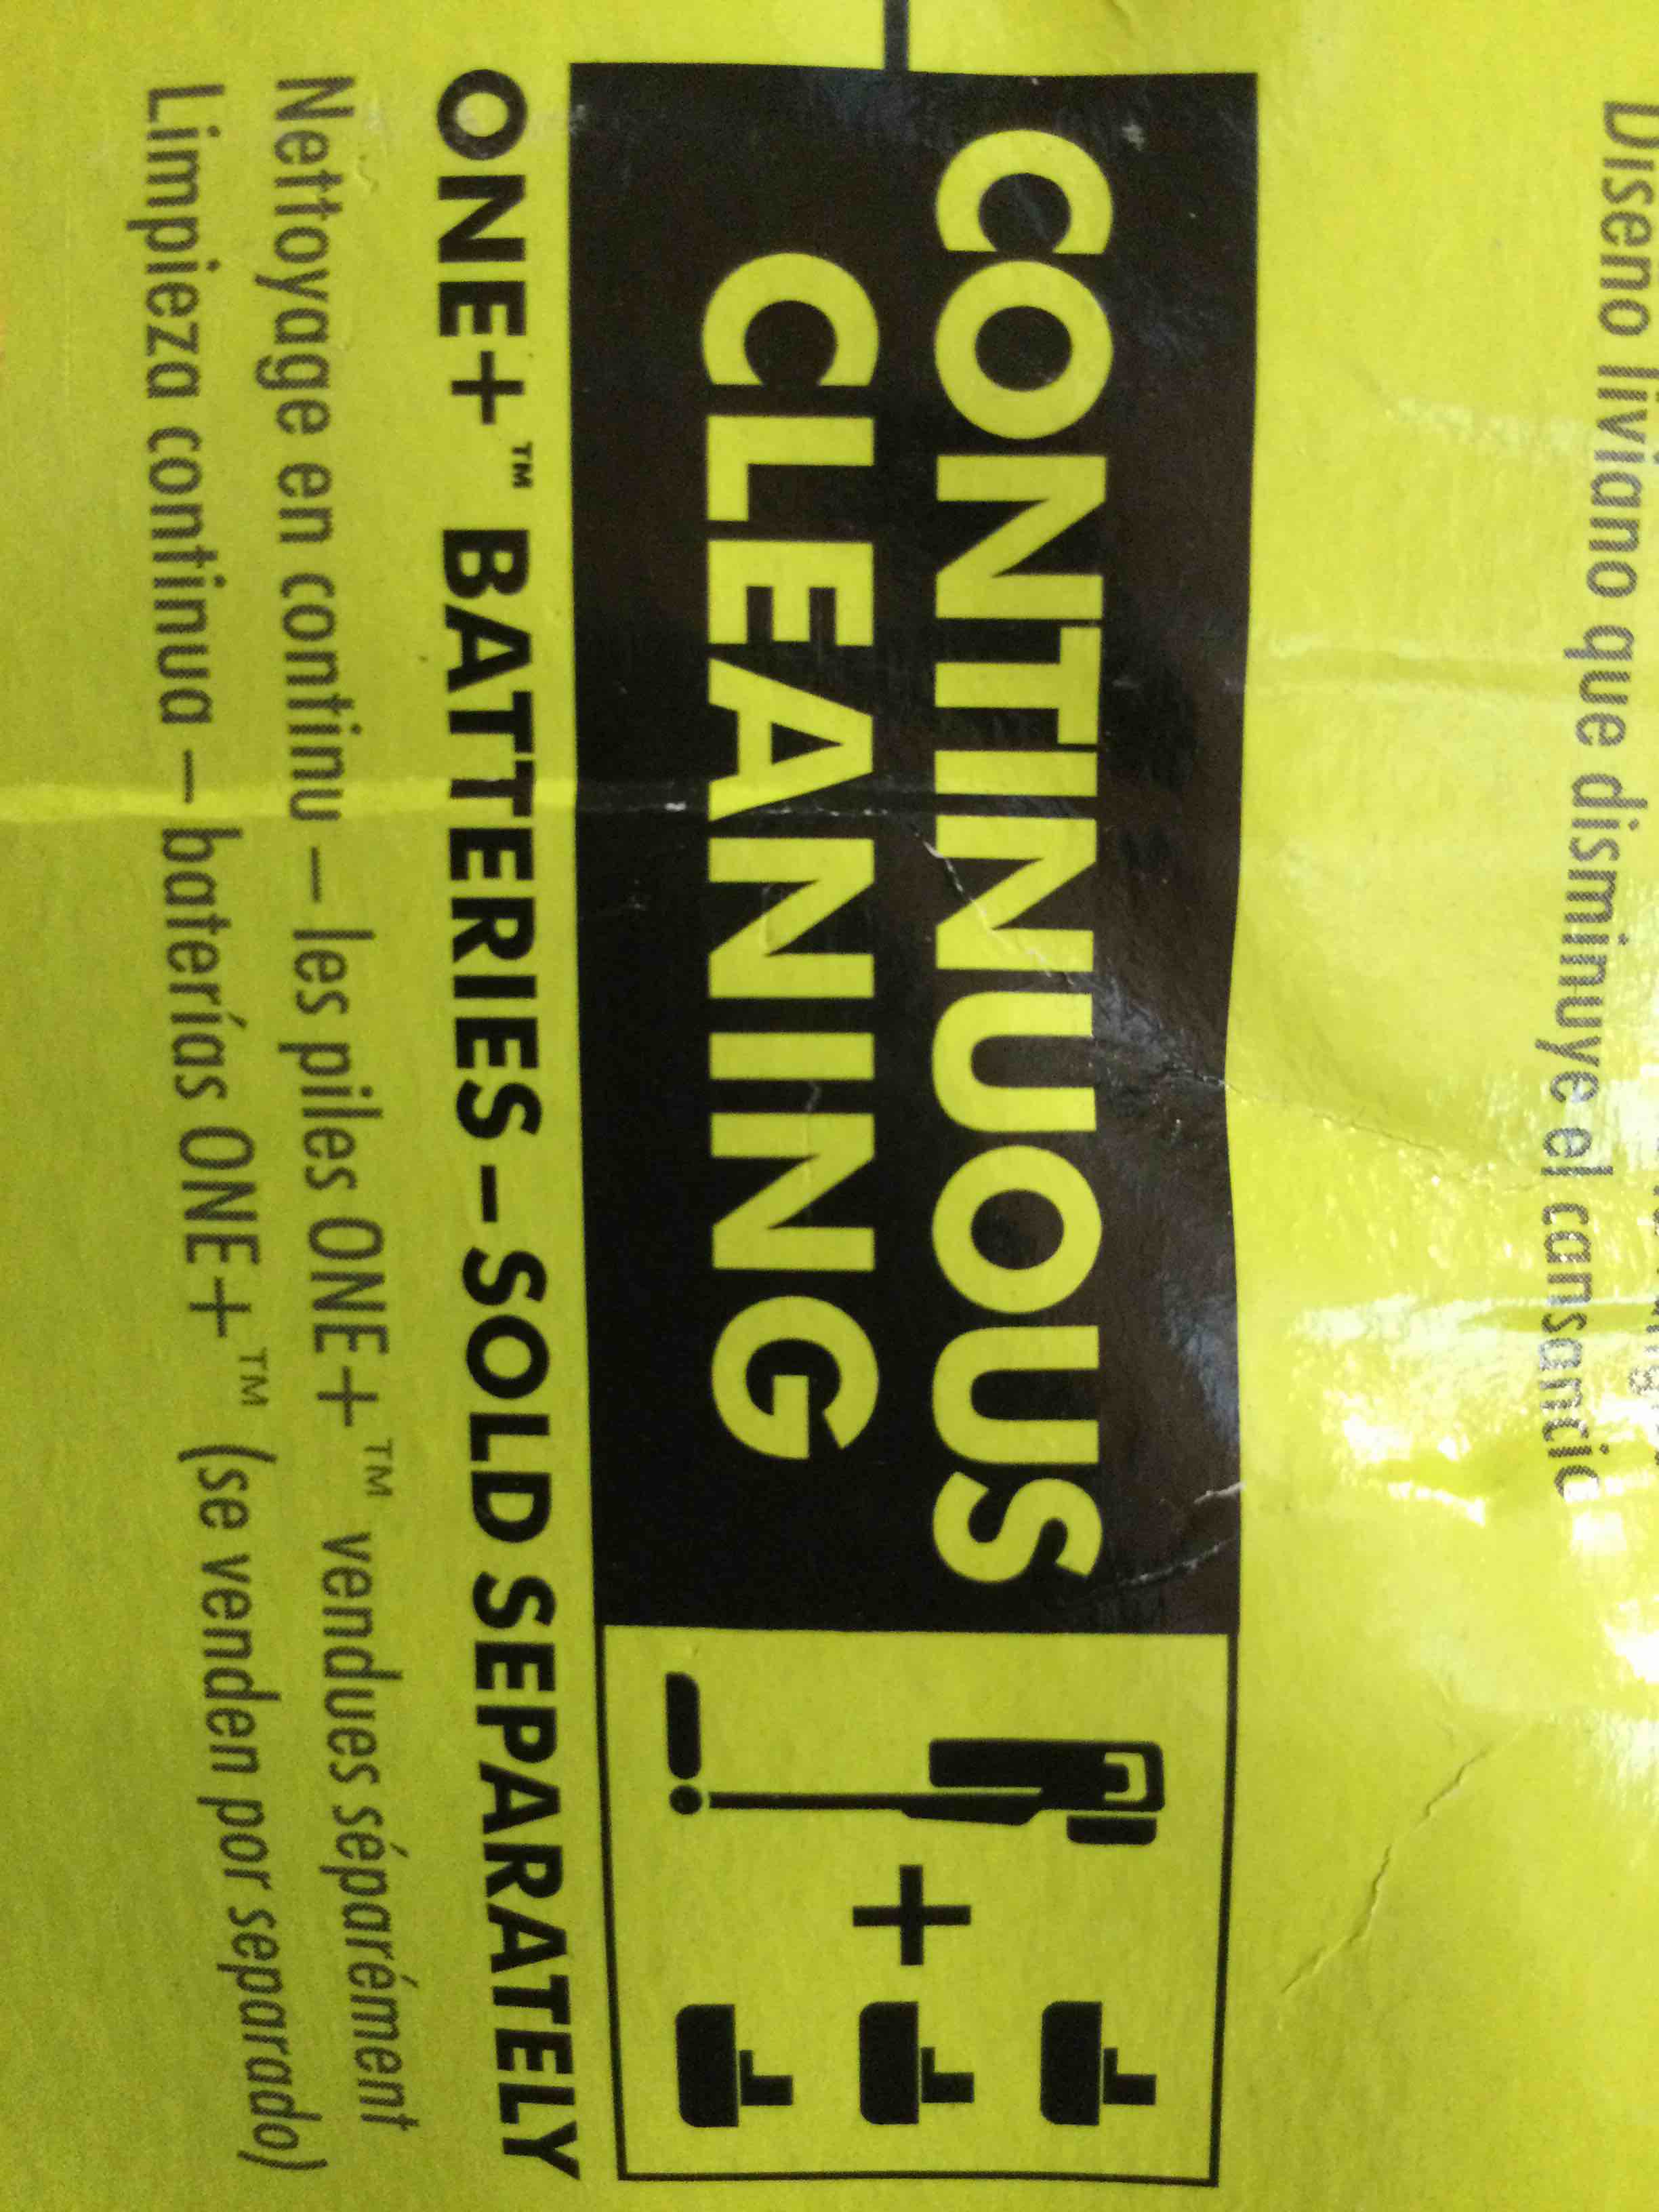 Diseno liviano que disminuye el cansancio
CONTINUOUS
CLEANING
ONE+™ BATTERIES – SOLD SEPARATELY
Nettoyage en continu – les piles ONE+™ vendues séparément
Limpieza continua – baterías ONE+™ (se venden por separado)